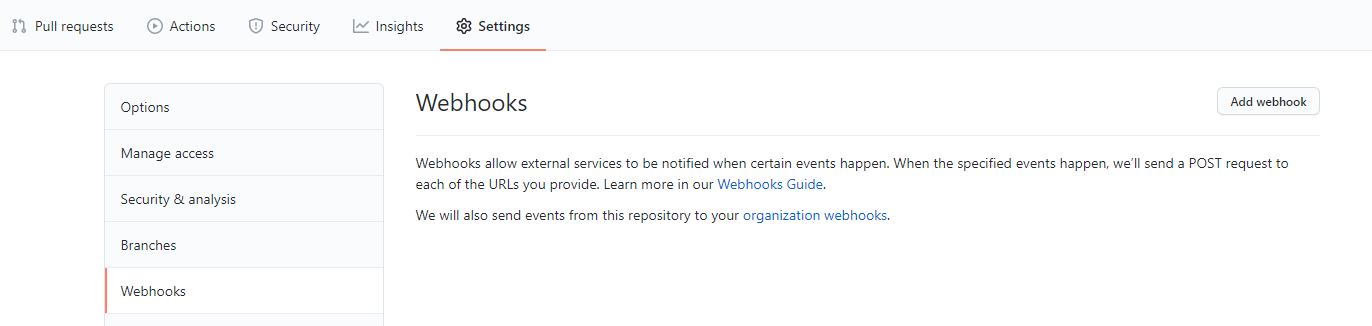 Pull requests Actions Security Insights Settings
Options
Manage access
Security & analysis
Branches
Webhooks
Webhooks
Add webhook
Webhooks allow external services to be notified when certain events happen. When the specified events happen, we’ll send a POST request to
each of the URLs you provide. Learn more in our Webhooks Guide.
We will also send events from this repository to your organization webhooks.